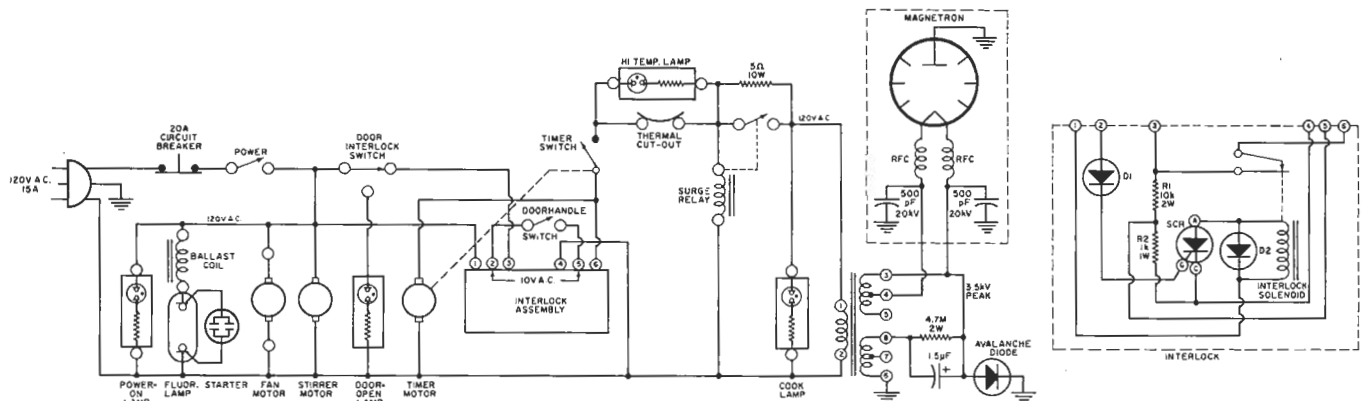 MAGNETRON
HI TEMP. LAMP
5Ω
10W
20A
CIRCUIT
BREAKER
POWER
DOOR
INTERLOCK
SWITCH
TIMER
SWITCH
THERMAL
CUT-OUT
120V A.C.
RFC
RFC
120V A.C.
15A
SURGE
RELAY
500
pF
20kV
500
pF
20kV
120V A.C.
DOORHANDLE
SWITCH
BALLAST
COIL
1 2 3 4 5 6
10V A.C.
INTERLOCK
ASSEMBLY
1
2
3
4
5
8
7
6
3.5kV
PEAK
4.7M
2W
1.5µF
+
AVALANCHE
DIODE
POWER-
ON
FLUOR.
LAMP
STARTER
FAN
MOTOR
STIRRER
MOTOR
DOOR-
OPEN
TIMER
MOTOR
COOK
LAMP
1 2 3 4 5 6
D1
R1
10k
2W
R2
1k
1W
SCR
A
G
C
D2
INTERLOCK
SOLENOID
INTERLOCK